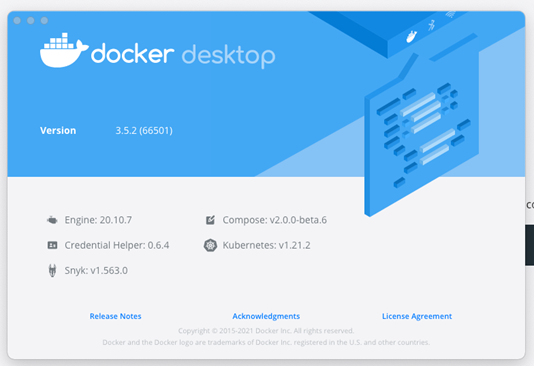 docker desktop
Version 3.5.2 (66501)
Engine: 20.10.7 Compose: v2.0.0-beta.6
Credential Helper: 0.6.4 Kubernetes: v1.21.2
Snyk: v1.563.0
Release Notes Acknowledgments License Agreement
Copyright © 2015-2021 Docker Inc. All rights reserved.
Docker and the Docker logo are trademarks of Docker Inc. registered in the U.S. and other countries.